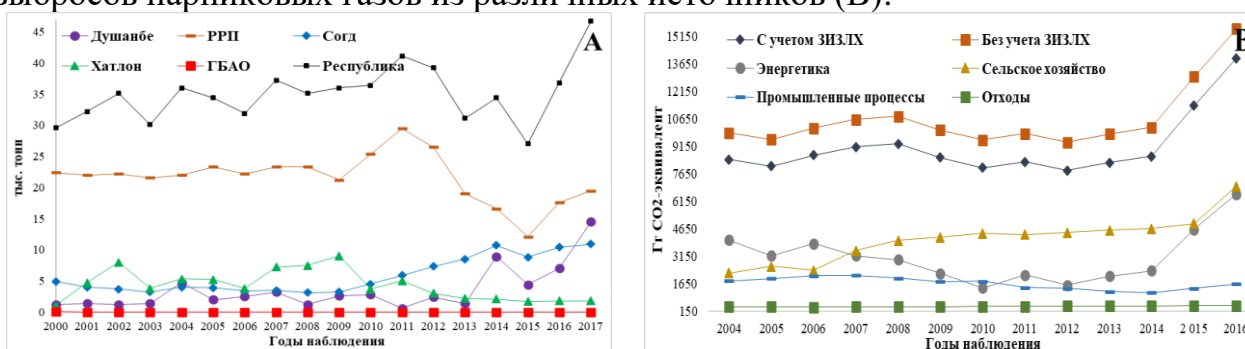 выбросов парниковых газов из различных источников (В).
А
Душанбе РРП Согд
Хатлон ГБАО Республика
45
40
35
30
25
20
15
10
5
0
тыс. тонн
2000 2001 2002 2003 2004 2005 2006 2007 2008 2009 2010 2011 2012 2013 2014 2015 2016 2017
Годы наблюдения
В
С учетом ЗИЗЛХ Без учета ЗИЗЛХ
Энергетика Сельское хозяйство
Промышленные процессы Отходы
15150
13650
12150
10650
9150
7650
6150
4650
3150
1650
150
Гг СО2-эквивалент
2004 2005 2006 2007 2008 2009 2010 2011 2012 2013 2014 2 015 2016
Годы наблюдения